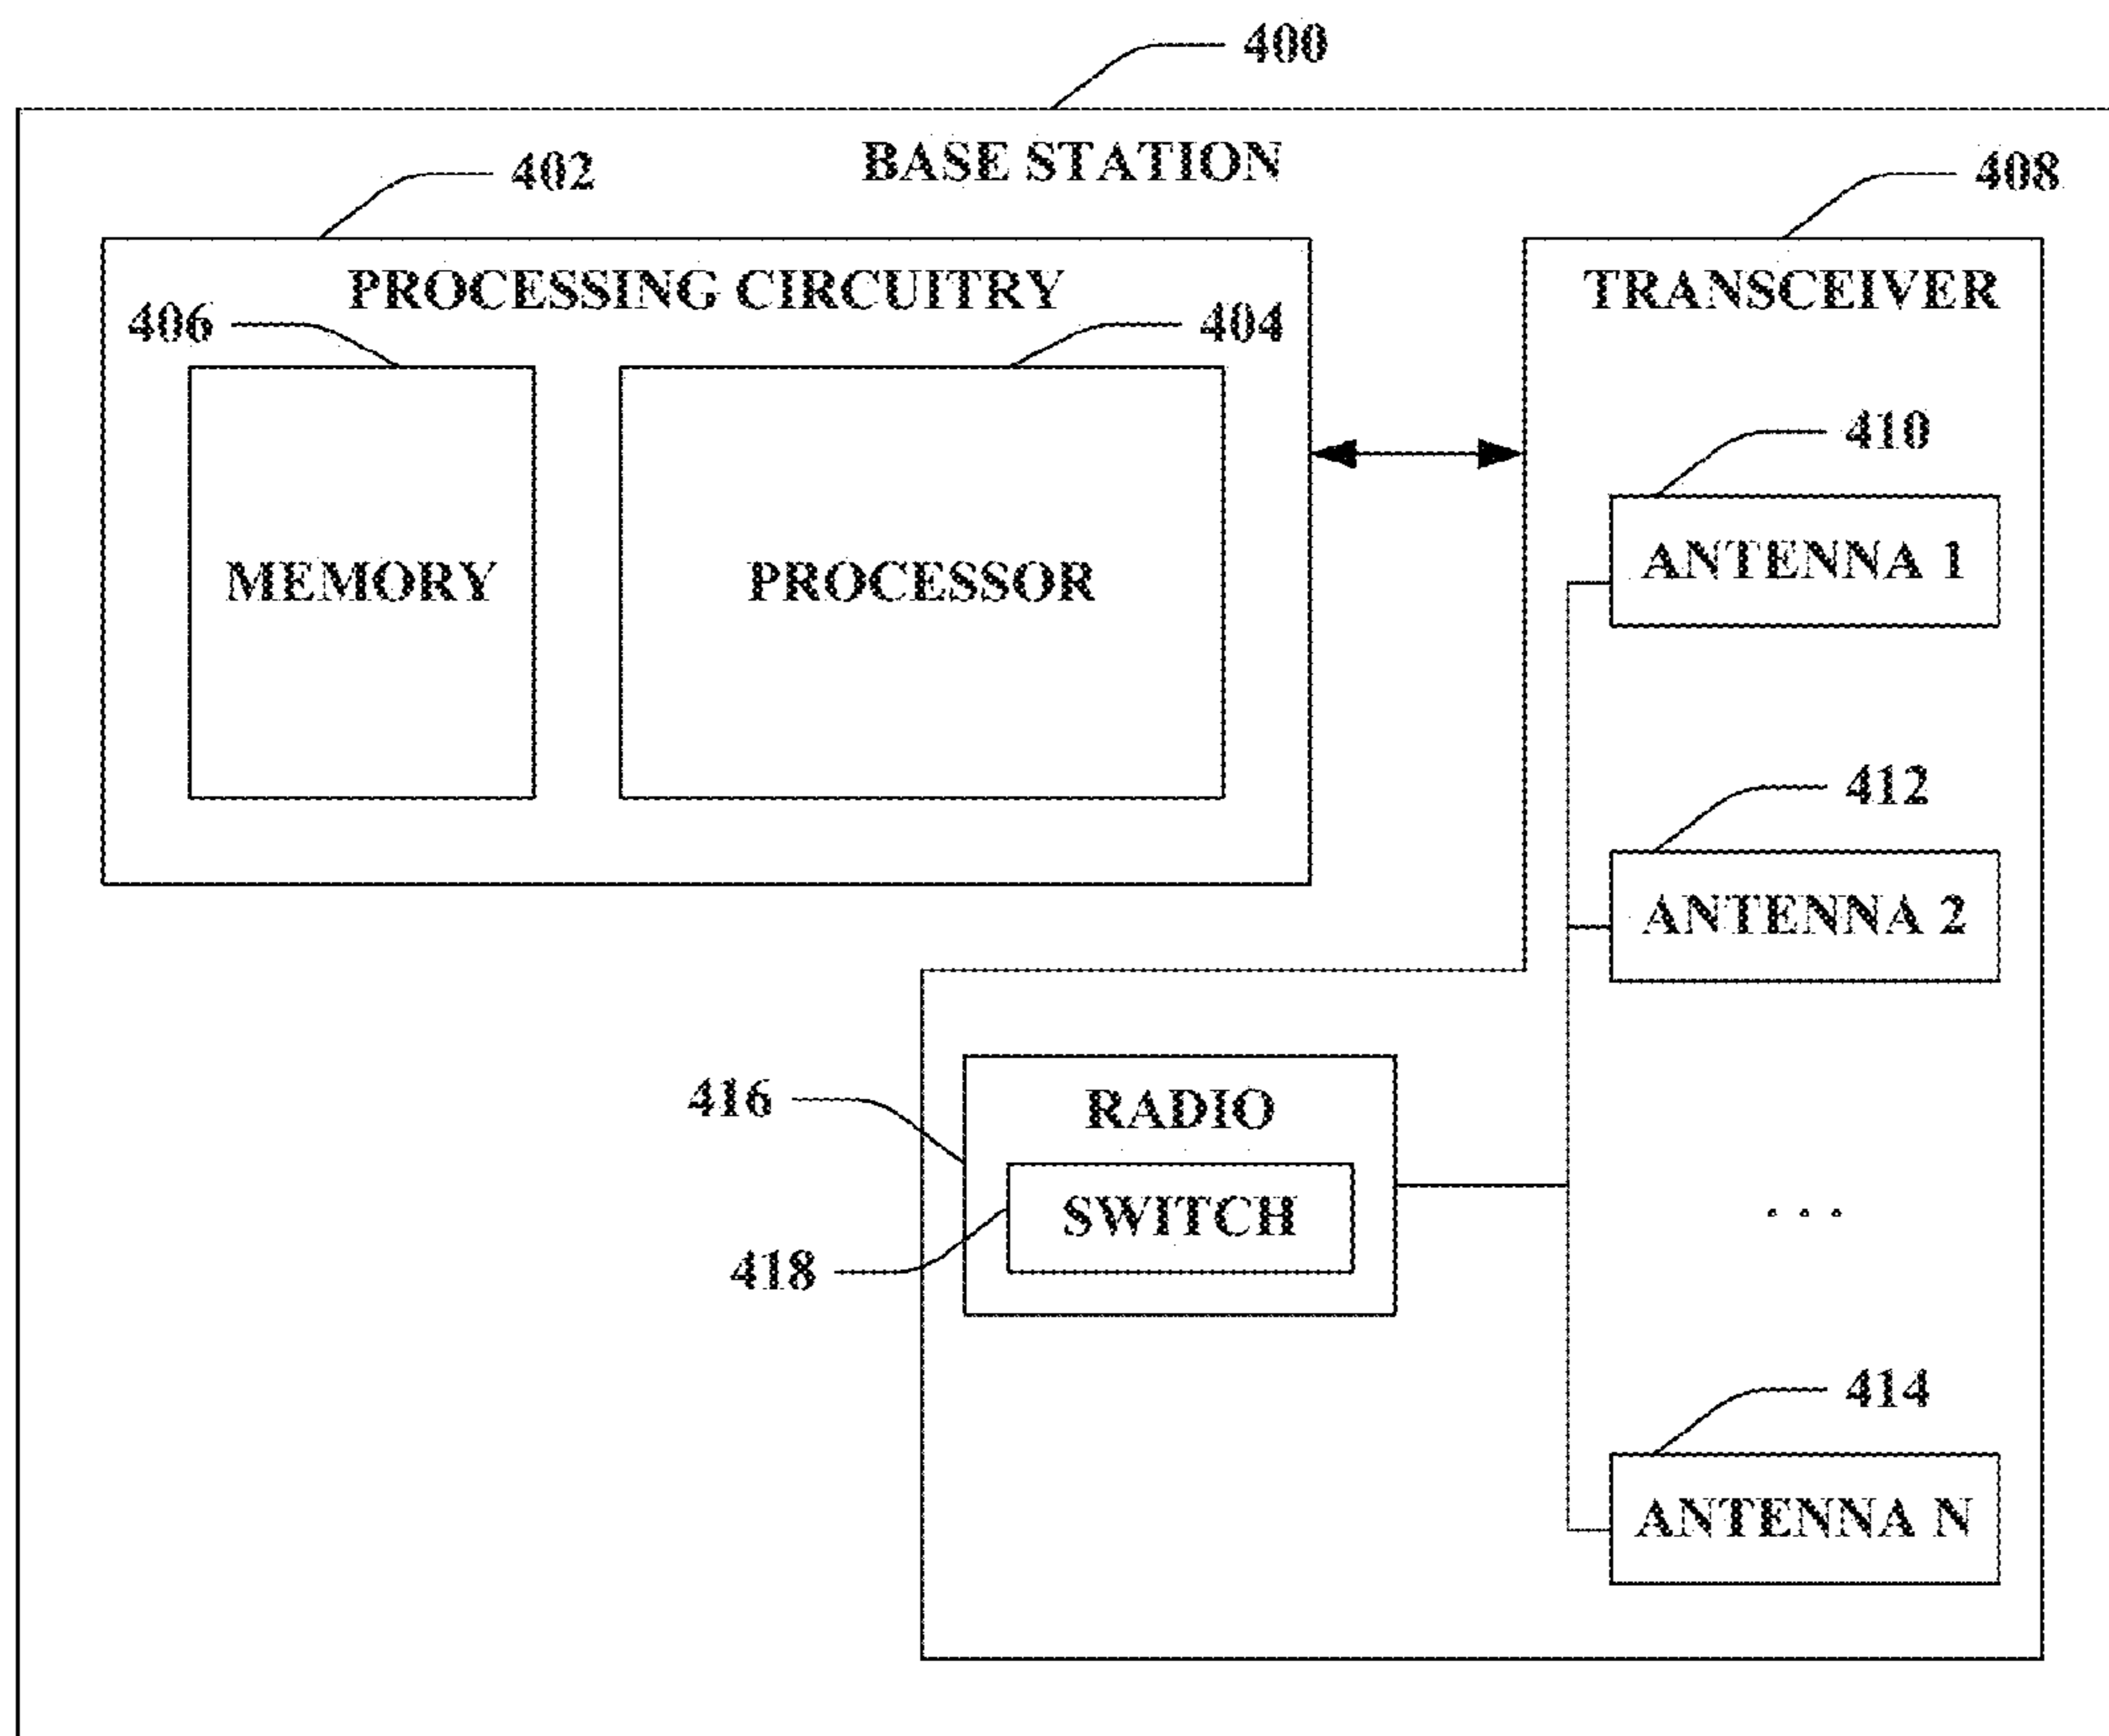 400
BASE STATION
402
408
PROCESSING CIRCUITRY
TRANSCEIVER
406
404
MEMORY
PROCESSOR
410
ANTENNA 1
412
ANTENNA 2
416
RADIO
SWITCH
418
. . .
414
ANTENNA N